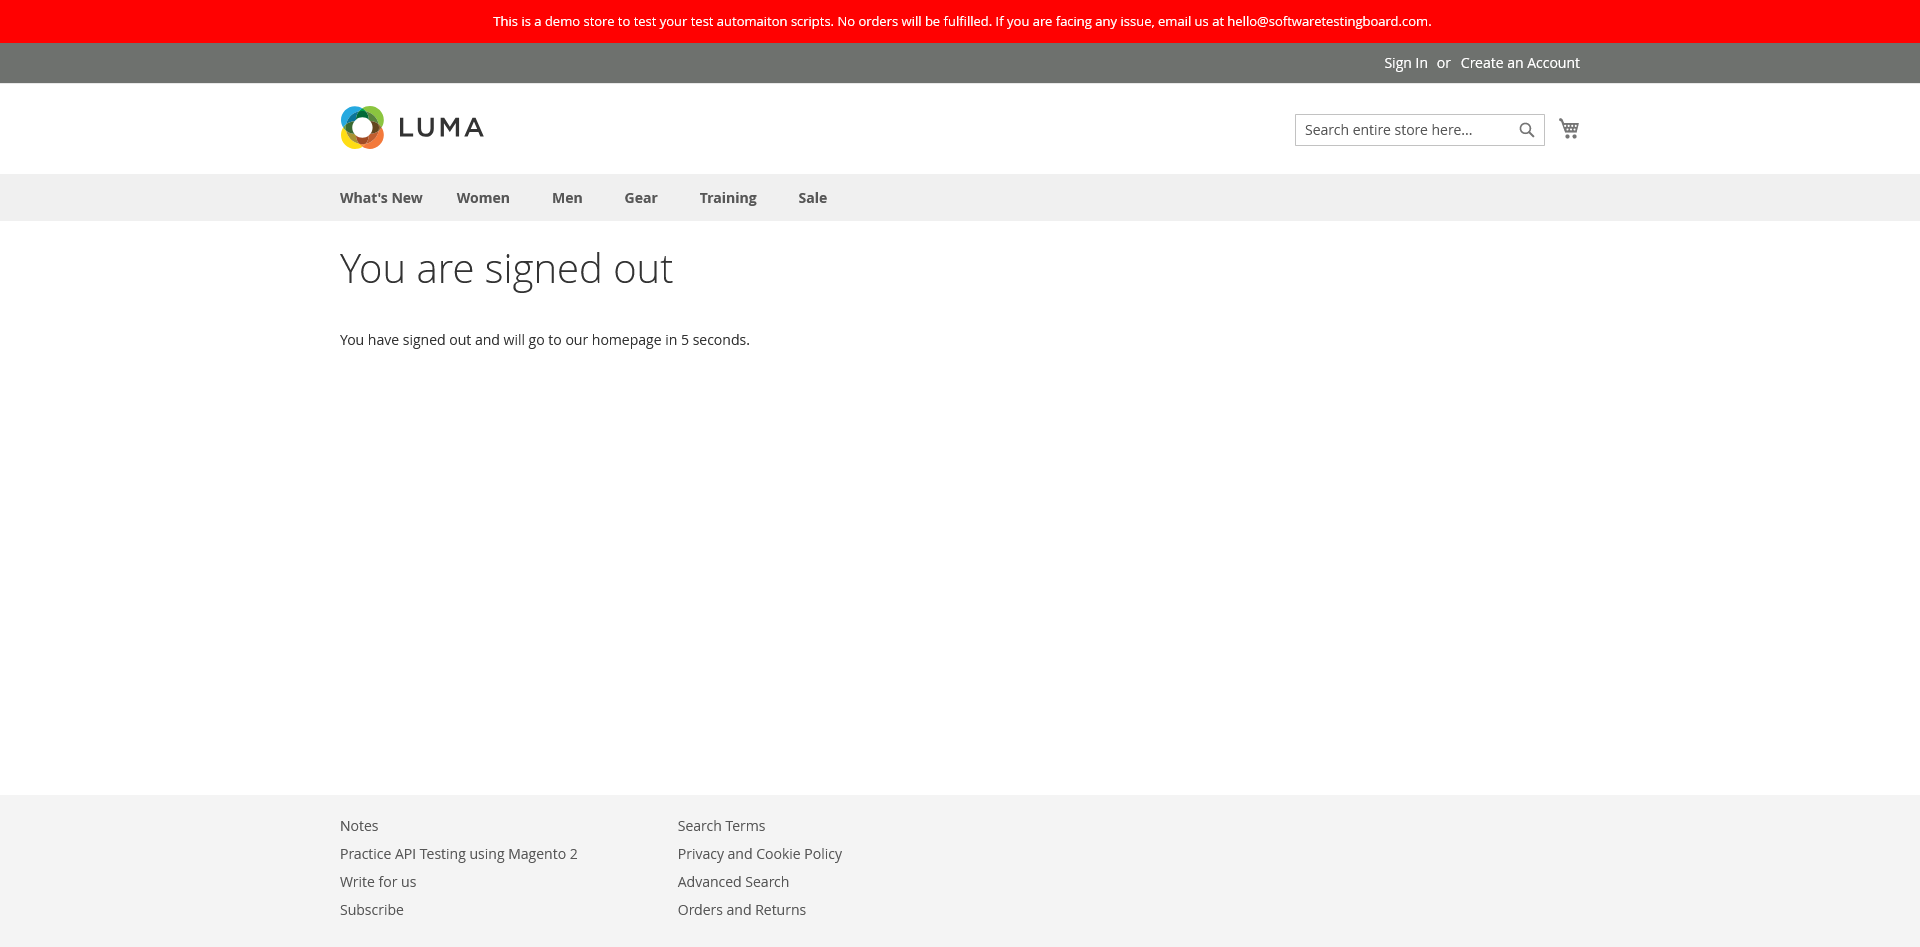 This is a demo store to test your test automaiton scripts. No orders will be fulfilled. If you are facing any issue, email us at hello@softwaretestingboard.com.
Sign In or Create an Account
LUMA
Search entire store here...
What's New Women Men Gear Training Sale
You are signed out
You have signed out and will go to our homepage in 5 seconds.
Notes
Practice API Testing using Magento 2
Write for us
Subscribe
Search Terms
Privacy and Cookie Policy
Advanced Search
Orders and Returns